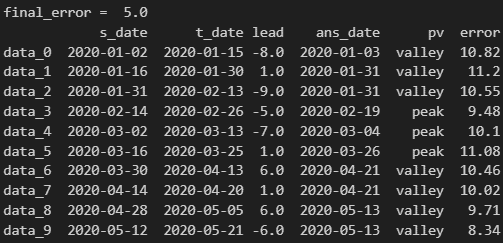 final_error =  5.0
            s_date      t_date lead    ans_date      pv  error
data_0  2020-01-02  2020-01-15 -8.0  2020-01-03  valley  10.82
data_1  2020-01-16  2020-01-30  1.0  2020-01-31  valley   11.2
data_2  2020-01-31  2020-02-13 -9.0  2020-01-31  valley  10.55
data_3  2020-02-14  2020-02-26 -5.0  2020-02-19    peak   9.48
data_4  2020-03-02  2020-03-13 -7.0  2020-03-04    peak   10.1
data_5  2020-03-16  2020-03-25  1.0  2020-03-26    peak  11.08
data_6  2020-03-30  2020-04-13  6.0  2020-04-21  valley  10.46
data_7  2020-04-14  2020-04-20  1.0  2020-04-21  valley  10.02
data_8  2020-04-28  2020-05-05  6.0  2020-05-13  valley   9.71
data_9  2020-05-12  2020-05-21 -6.0  2020-05-13  valley   8.34